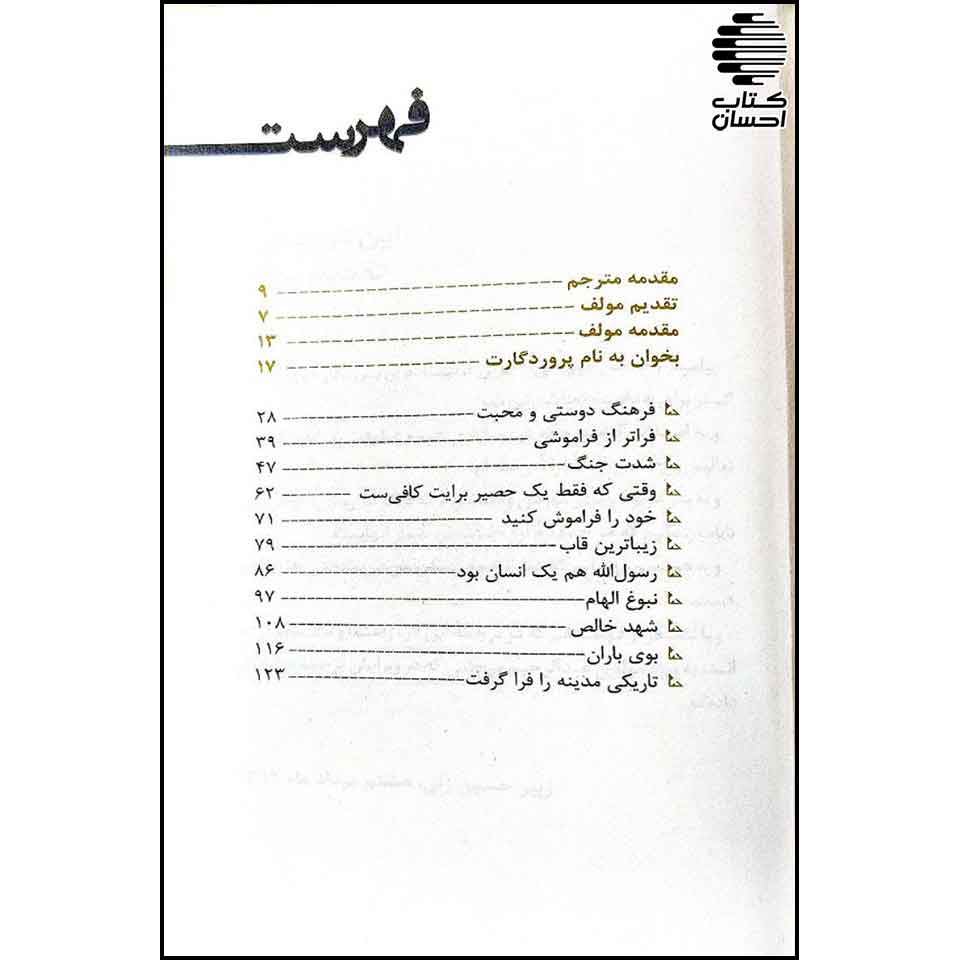 کتاب
احسان
فهرست
مقدمه مترجم ------------------------ ۹
تقدیم مولف ------------------------ ۷
مقدمه مولف ------------------------ ۱۳
بخوان به نام پروردگارت ------------------ ۱۷
فرهنگ دوستی و محبت ------------------ ۲۸
فراتر از فراموشی ---------------------- ۳۹
شدت جنگ ------------------------ ۴۷
وقتی که فقط یک حصیر برایت کافی‌ست -------- ۶۲
خود را فراموش کنید -------------------- ۷۱
زیباترین قاب ------------------------ ۷۹
رسول‌الله هم یک انسان بود ---------------- ۸۶
نبوغ الهام -------------------------- ۹۷
شهد خالص ------------------------ ۱۰۸
بوی باران -------------------------- ۱۱۶
تاریکی مدینه را فرا گرفت ---------------- ۱۲۳